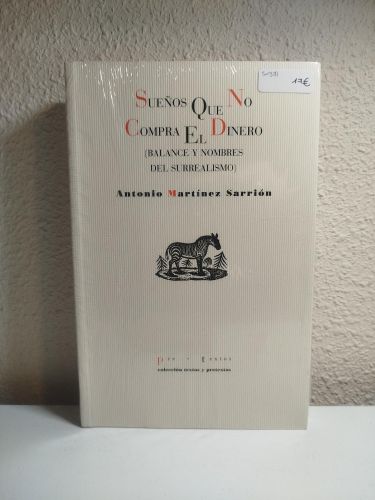 17€
Sueños Que No
Compra El Dinero
(BALANCE Y NOMBRES
DEL SURREALISMO)
Antonio Martínez Sarrión
pre • textos
colección textos y pretextos